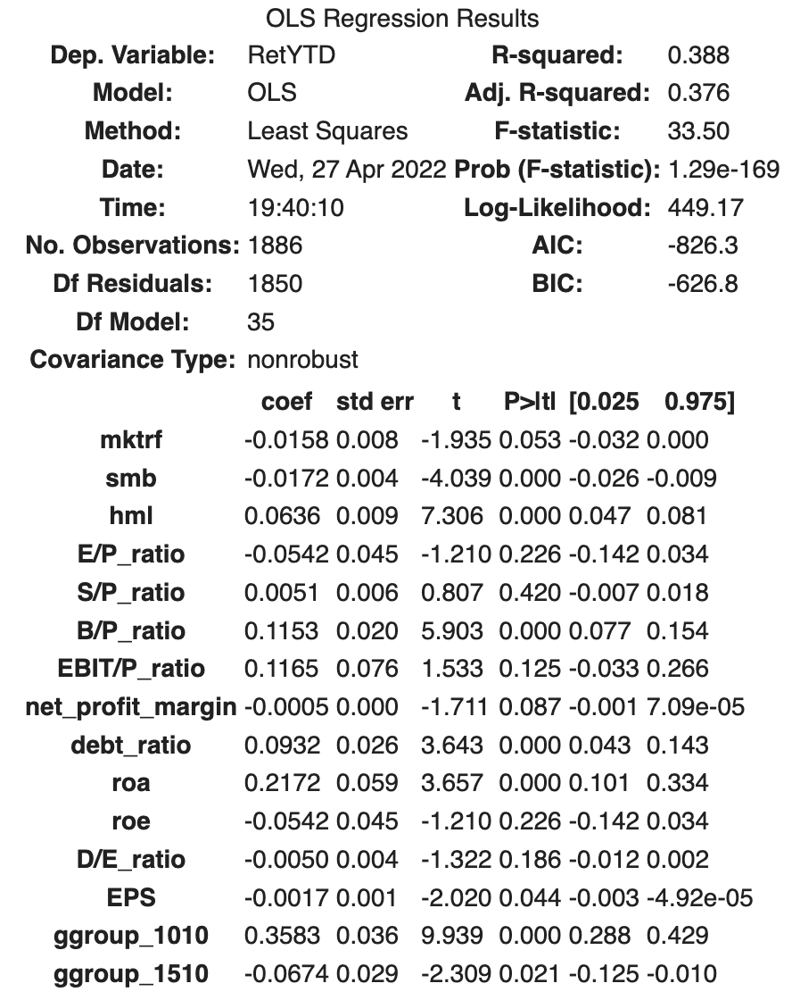 OLS Regression Results
Dep. Variable: RetYTD R-squared: 0.388
Model: OLS Adj. R-squared: 0.376
Method: Least Squares F-statistic: 33.50
Date: Wed, 27 Apr 2022 Prob (F-statistic): 1.29e-169
Time: 19:40:10 Log-Likelihood: 449.17
No. Observations: 1886 AIC: -826.3
Df Residuals: 1850 BIC: -626.8
Df Model: 35
Covariance Type: nonrobust
coef std err t P>|t| [0.025 0.975]
mktrf -0.0158 0.008 -1.935 0.053 -0.032 0.000
smb -0.0172 0.004 -4.039 0.000 -0.026 -0.009
hml 0.0636 0.009 7.306 0.000 0.047 0.081
E/P_ratio -0.0542 0.045 -1.210 0.226 -0.142 0.034
S/P_ratio 0.0051 0.006 0.807 0.420 -0.007 0.018
B/P_ratio 0.1153 0.020 5.903 0.000 0.077 0.154
EBIT/P_ratio 0.1165 0.076 1.533 0.125 -0.033 0.266
net_profit_margin -0.0005 0.000 -1.711 0.087 -0.001 7.09e-05
debt_ratio 0.0932 0.026 3.643 0.000 0.043 0.143
roa 0.2172 0.059 3.657 0.000 0.101 0.334
roe -0.0542 0.045 -1.210 0.226 -0.142 0.034
D/E_ratio -0.0050 0.004 -1.322 0.186 -0.012 0.002
EPS -0.0017 0.001 -2.020 0.044 -0.003 -4.92e-05
ggroup_1010 0.3583 0.036 9.939 0.000 0.288 0.429
ggroup_1510 -0.0674 0.029 -2.309 0.021 -0.125 -0.010